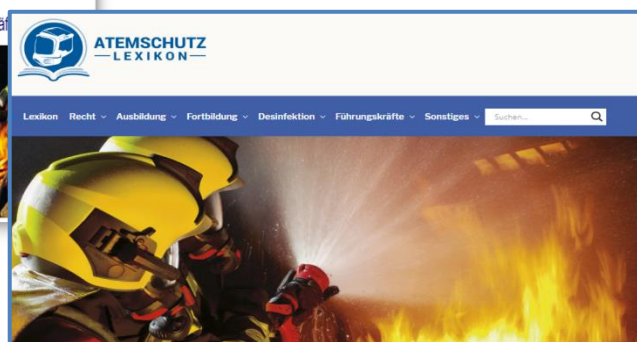 ATEMSCHUTZ
LEXIKON
Lexikon Recht Ausbildung Fortbildung Desinfektion Führungskräfte Sonstiges Suchen...